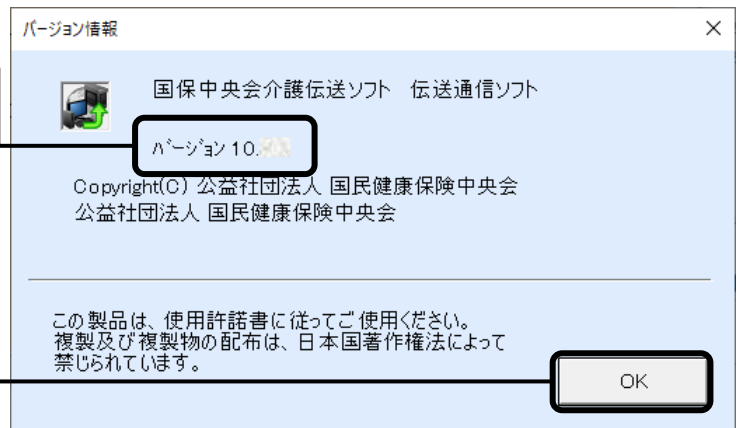 バージョン情報
国保中央会介護伝送ソフト 伝送通信ソフト
バージョン 10.
Copyright(C) 公益社団法人 国民健康保険中央会
公益社団法人 国民健康保険中央会
この製品は、使用許諾書に従ってご使用ください。
複製及び複製物の配布は、日本国著作権法によって
禁じられています。
OK